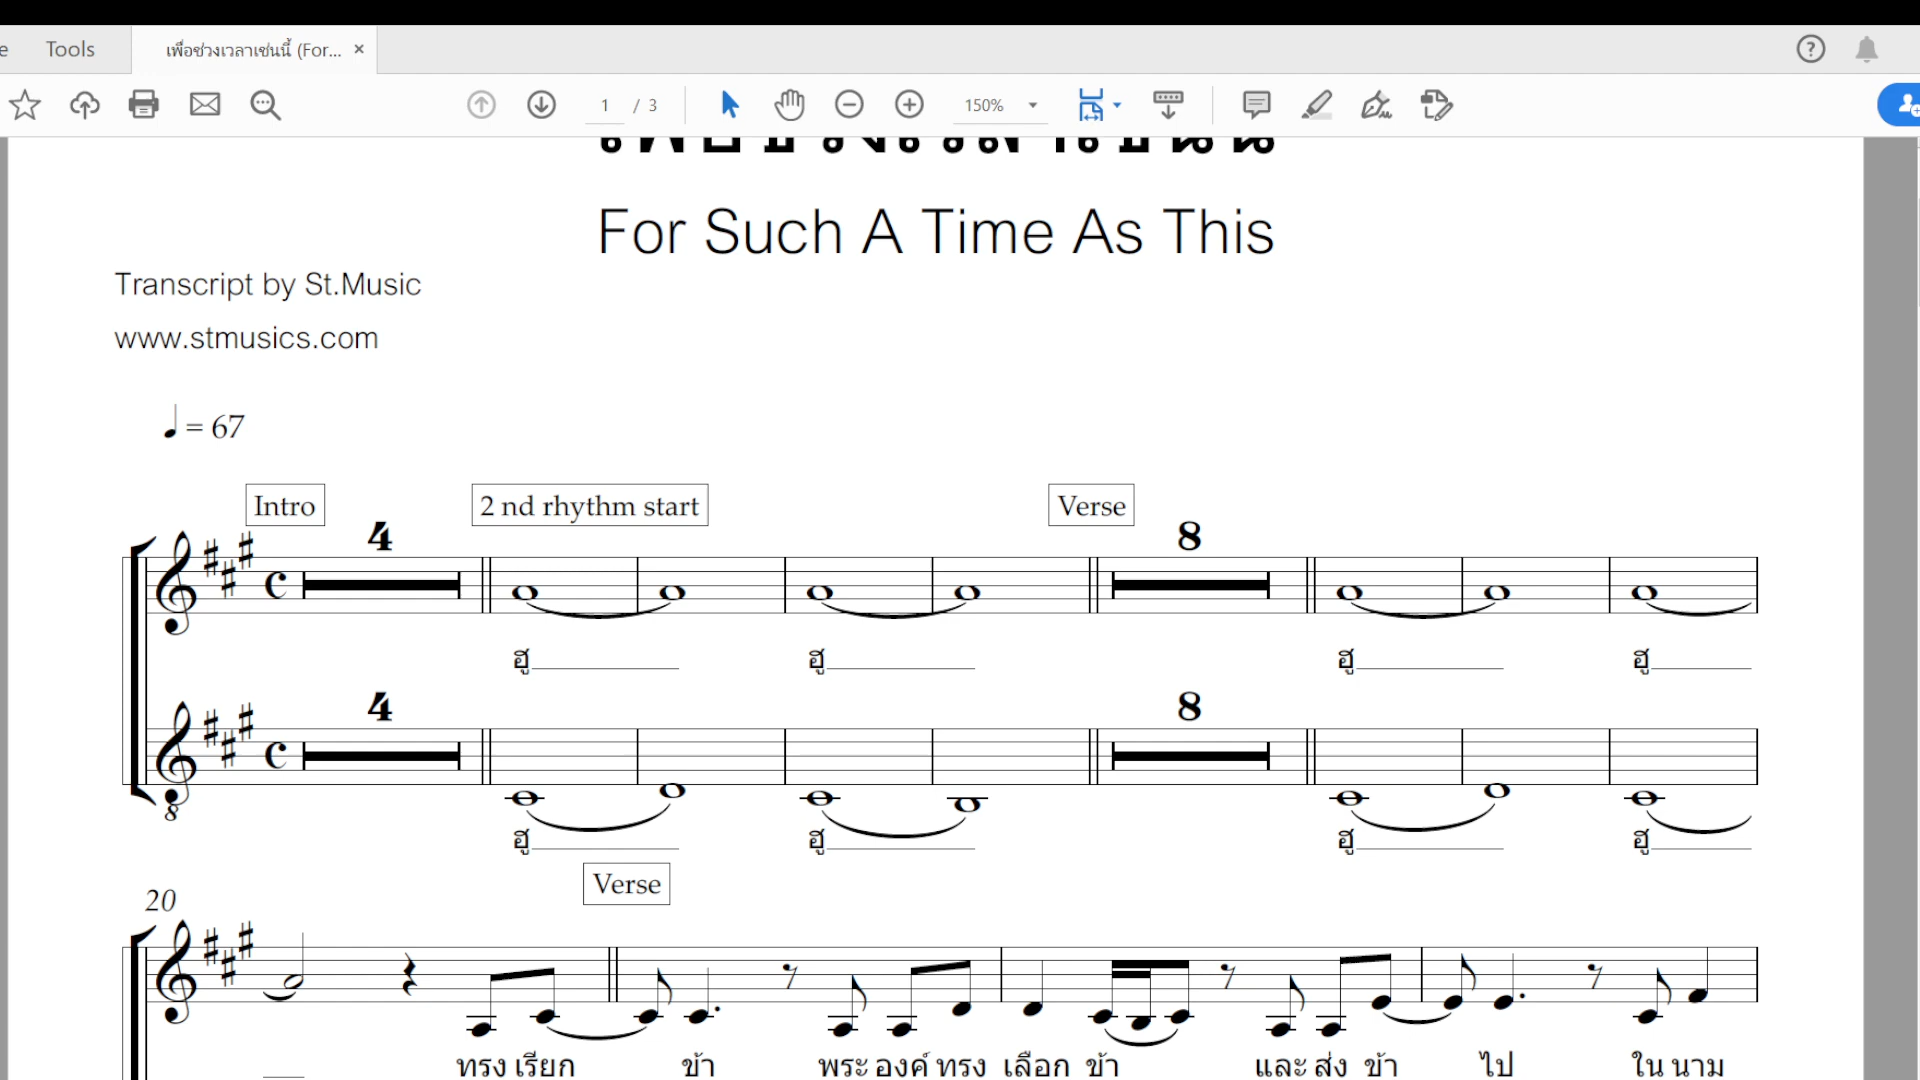 e Tools เพื่อช่วงเวลาเช่นนี้ (For... ×
1 / 3 150%
For Such A Time As This
Transcript by St.Music
www.stmusics.com
= 67
Intro 2 nd rhythm start Verse
4 8
ฮู ฮู ฮู ฮู
4 8
8
ฮู ฮู ฮู ฮู
Verse
20
ทรง เรียก ข้า พระ องค์ ทรง เลือก ข้า และ ส่ง ข้า ไป ใน นาม